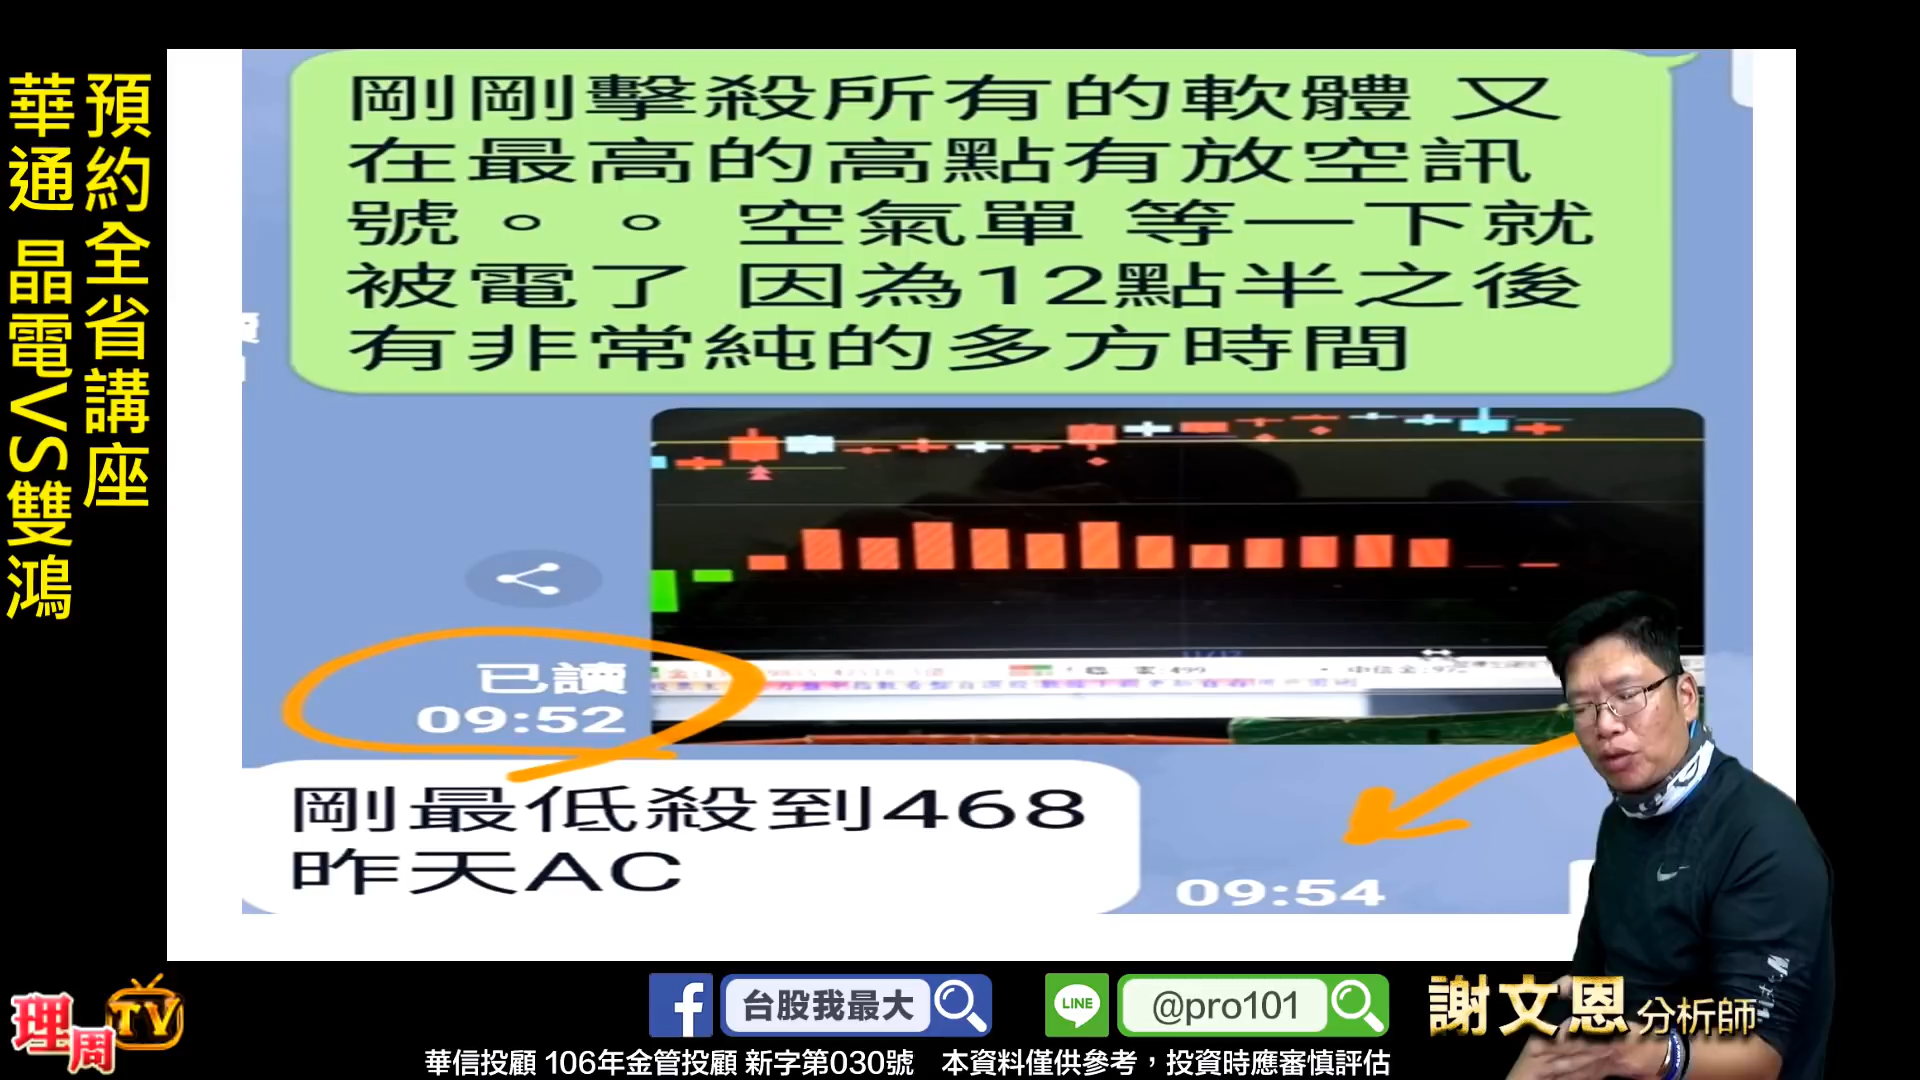 預約全省講座
華通 晶電VS雙鴻
剛剛擊殺所有的軟體 又
在最高的高點有放空訊
號。。 空氣單 等一下就
被電了 因為12點半之後
有非常純的多方時間
已讀
09:52
剛最低殺到468
昨天AC
09:54
理周TV
台股我最大
LINE
@pro101
謝文恩 分析師
華信投顧 106年金管投顧 新字第030號 本資料僅供參考，投資時應審慎評估